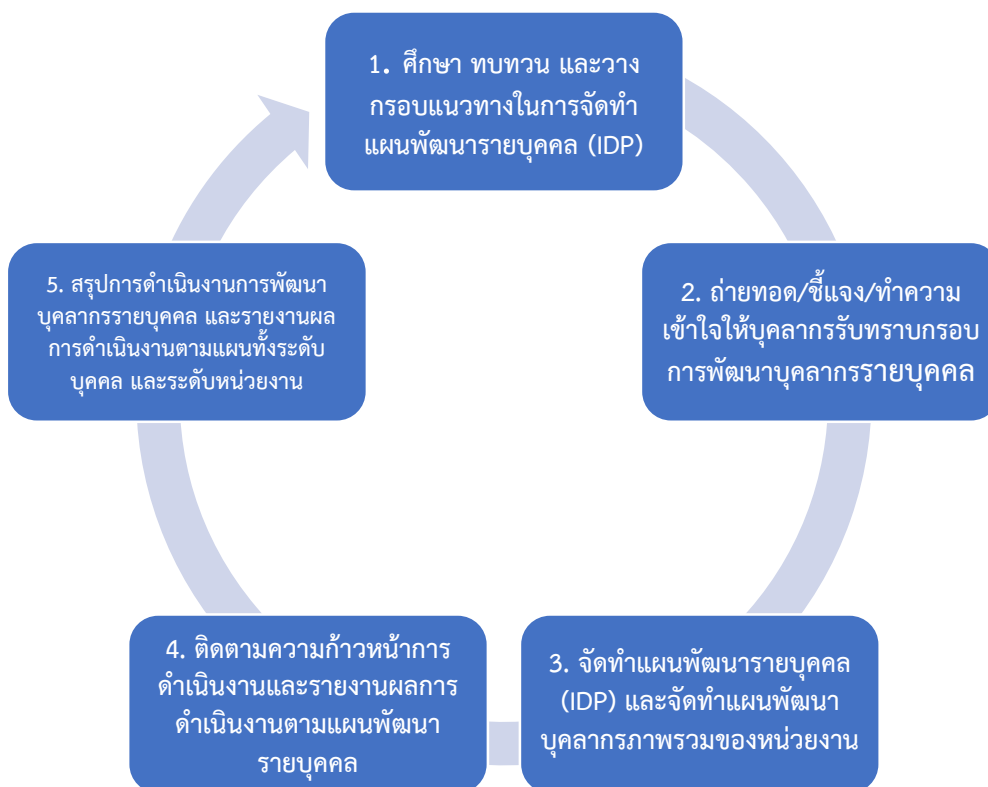 1. ศึกษา ทบทวน และวาง
กรอบแนวทางในการจัดทำ
แผนพัฒนารายบุคคล (IDP)
2. ถ่ายทอด/ชี้แจง/ทำความ
เข้าใจให้บุคลากรรับทราบกรอบ
การพัฒนาบุคลากรรายบุคคล
3. จัดทำแผนพัฒนารายบุคคล
(IDP) และจัดทำแผนพัฒนา
บุคลากรภาพรวมของหน่วยงาน
4. ติดตามความก้าวหน้าการ
ดำเนินงานและรายงานผลการ
ดำเนินงานตามแผนพัฒนา
รายบุคคล
5. สรุปการดำเนินงานการพัฒนา
บุคลากรรายบุคคล และรายงานผล
การดำเนินงานตามแผนทั้งระดับ
บุคคล และระดับหน่วยงาน